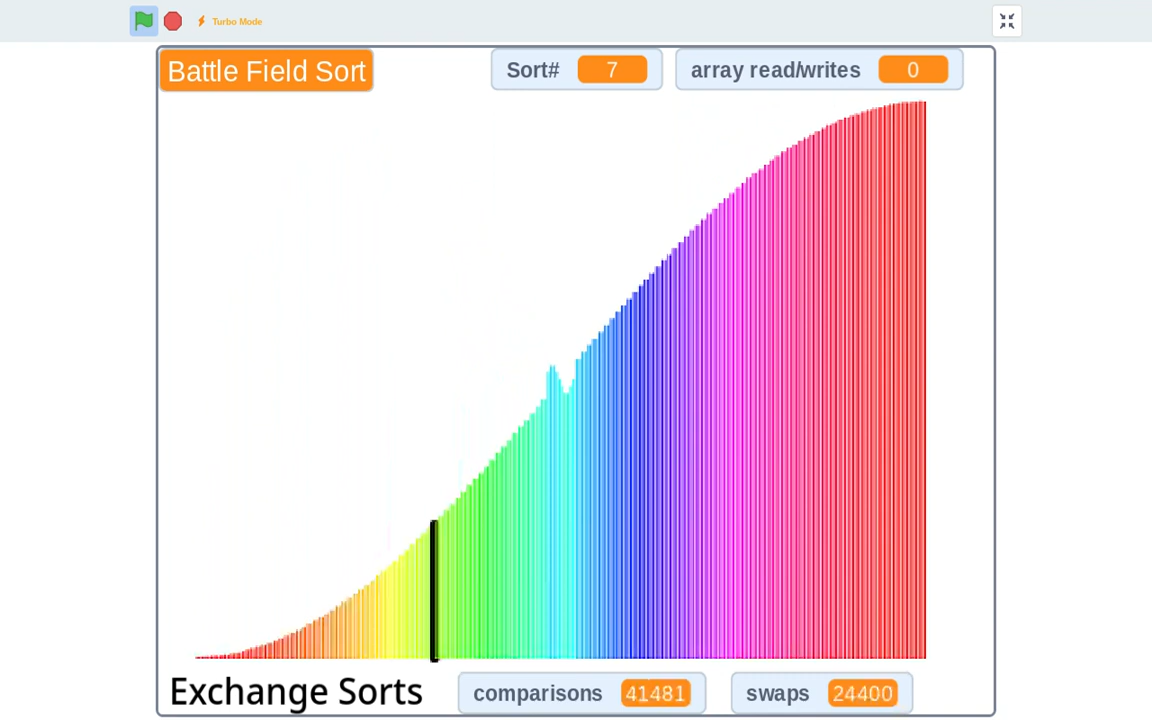 Turbo Mode
Battle Field Sort
Sort# 7
array read/writes 0
Exchange Sorts
comparisons 41481
swaps 24400